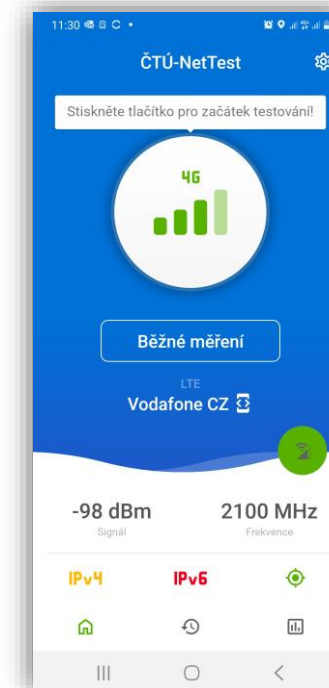 11:30
ČTÚ-NetTest
Stiskněte tlačítko pro začátek testování!
4G
Běžné měření
LTE
Vodafone CZ
-98 dBm
2100 MHz
Signál
Frekvence
IPv4
IPv6